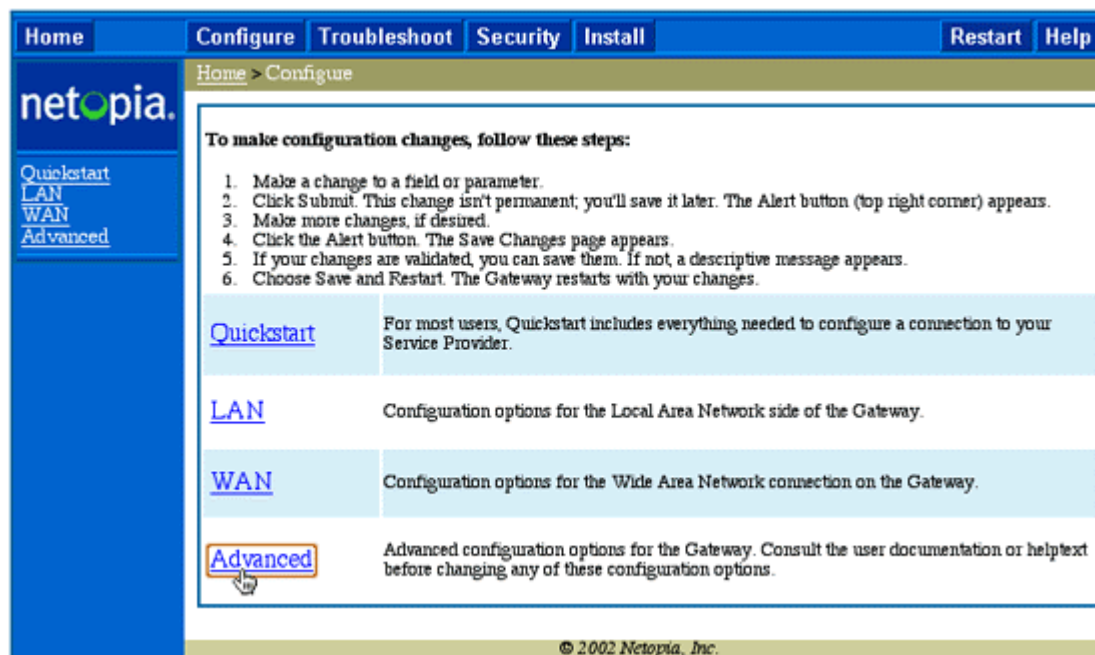 Home Configure Troubleshoot Security Install Restart Help
Home > Configure
netopia.
Quickstart
LAN
WAN
Advanced
To make configuration changes, follow these steps:
1. Make a change to a field or parameter.
2. Click Submit. This change isn't permanent; you'll save it later. The Alert button (top right corner) appears.
3. Make more changes, if desired.
4. Click the Alert button. The Save Changes page appears.
5. If your changes are validated, you can save them. If not, a descriptive message appears.
6. Choose Save and Restart. The Gateway restarts with your changes.
Quickstart
For most users, Quickstart includes everything needed to configure a connection to your
Service Provider.
LAN
Configuration options for the Local Area Network side of the Gateway.
WAN
Configuration options for the Wide Area Network connection on the Gateway.
Advanced
Advanced configuration options for the Gateway. Consult the user documentation or helptext
before changing any of these configuration options.
© 2002 Netopia, Inc.